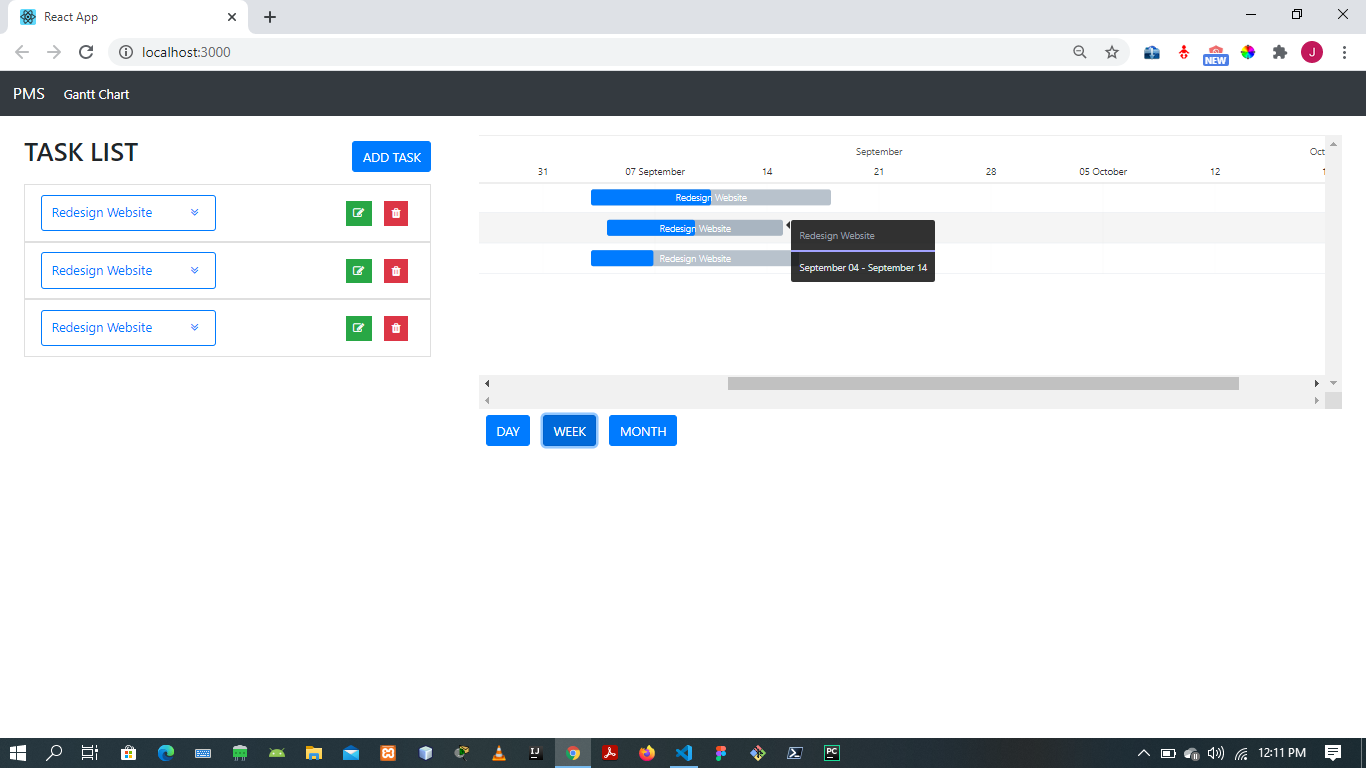 React App
localhost:3000
NEW
J
PMS
Gantt Chart
TASK LIST
ADD TASK
Redesign Website
Redesign Website
Redesign Website
September
Oct
31
07 September
14
21
28
05 October
12
Redesign Website
Redesign Website
Redesign Website
Redesign Website
September 04 - September 14
DAY
WEEK
MONTH
IJ
PC
12:11 PM